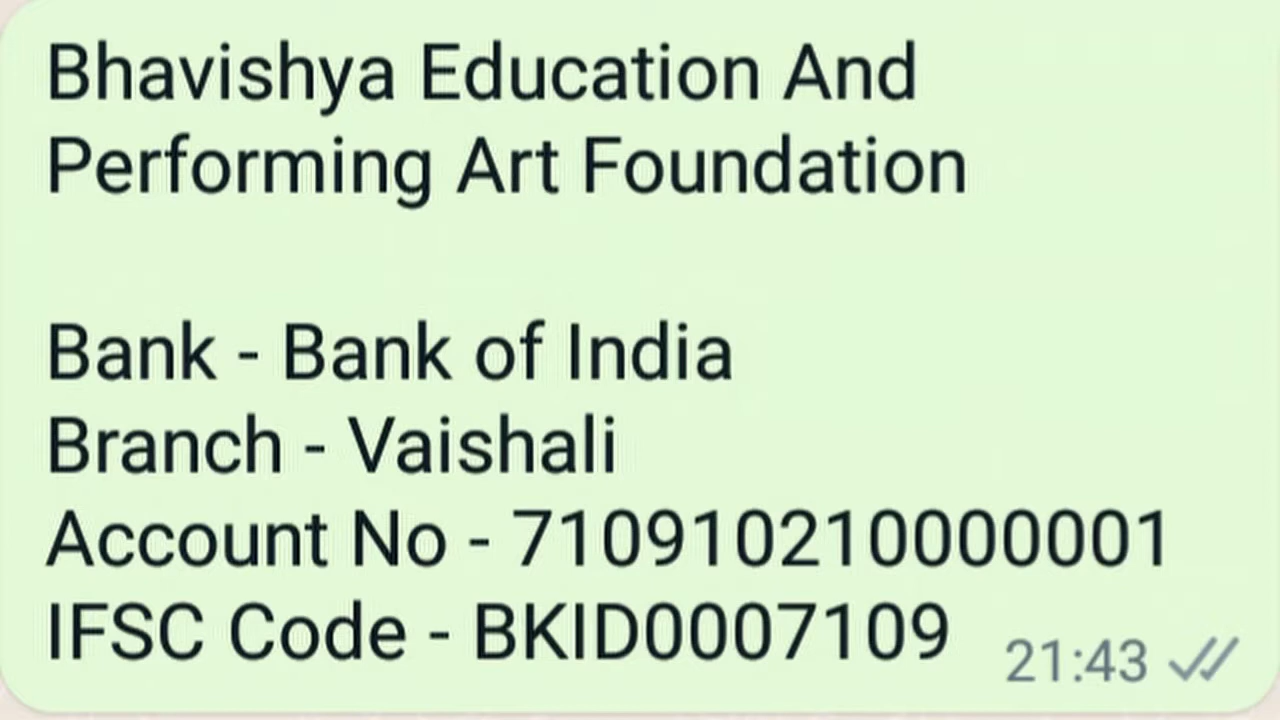 Bhavishya Education And
Performing Art Foundation
Bank - Bank of India
Branch - Vaishali
Account No - 710910210000001
IFSC Code - BKID0007109
21:43